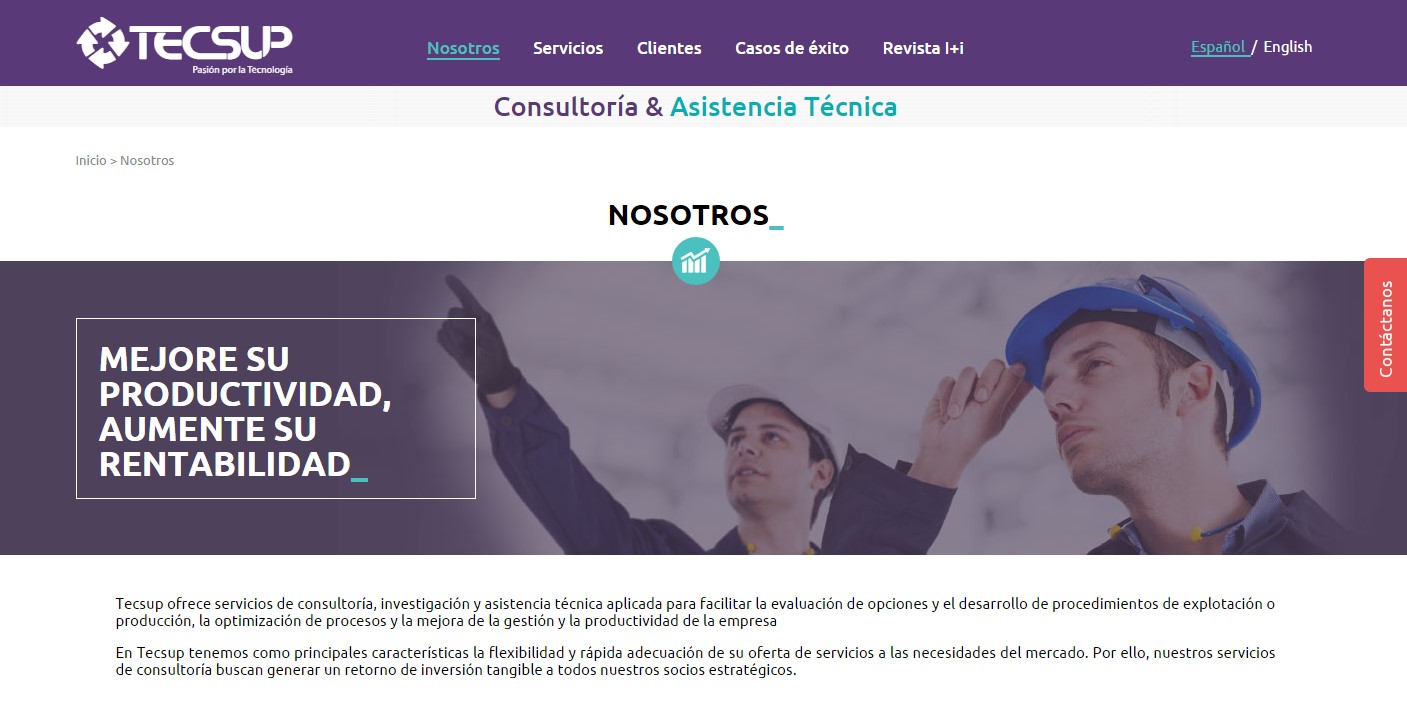 TECSUP
Pasión por la Tecnología
Nosotros Servicios Clientes Casos de éxito Revista I+i
Español / English
Consultoría & Asistencia Técnica
Inicio > Nosotros
NOSOTROS_
MEJORE SU
PRODUCTIVIDAD,
AUMENTE SU
RENTABILIDAD_
Contáctanos
Tecsup ofrece servicios de consultoría, investigación y asistencia técnica aplicada para facilitar la evaluación de opciones y el desarrollo de procedimientos de explotación o
producción, la optimización de procesos y la mejora de la gestión y la productividad de la empresa
En Tecsup tenemos como principales características la flexibilidad y rápida adecuación de su oferta de servicios a las necesidades del mercado. Por ello, nuestros servicios
de consultoría buscan generar un retorno de inversión tangible a todos nuestros socios estratégicos.